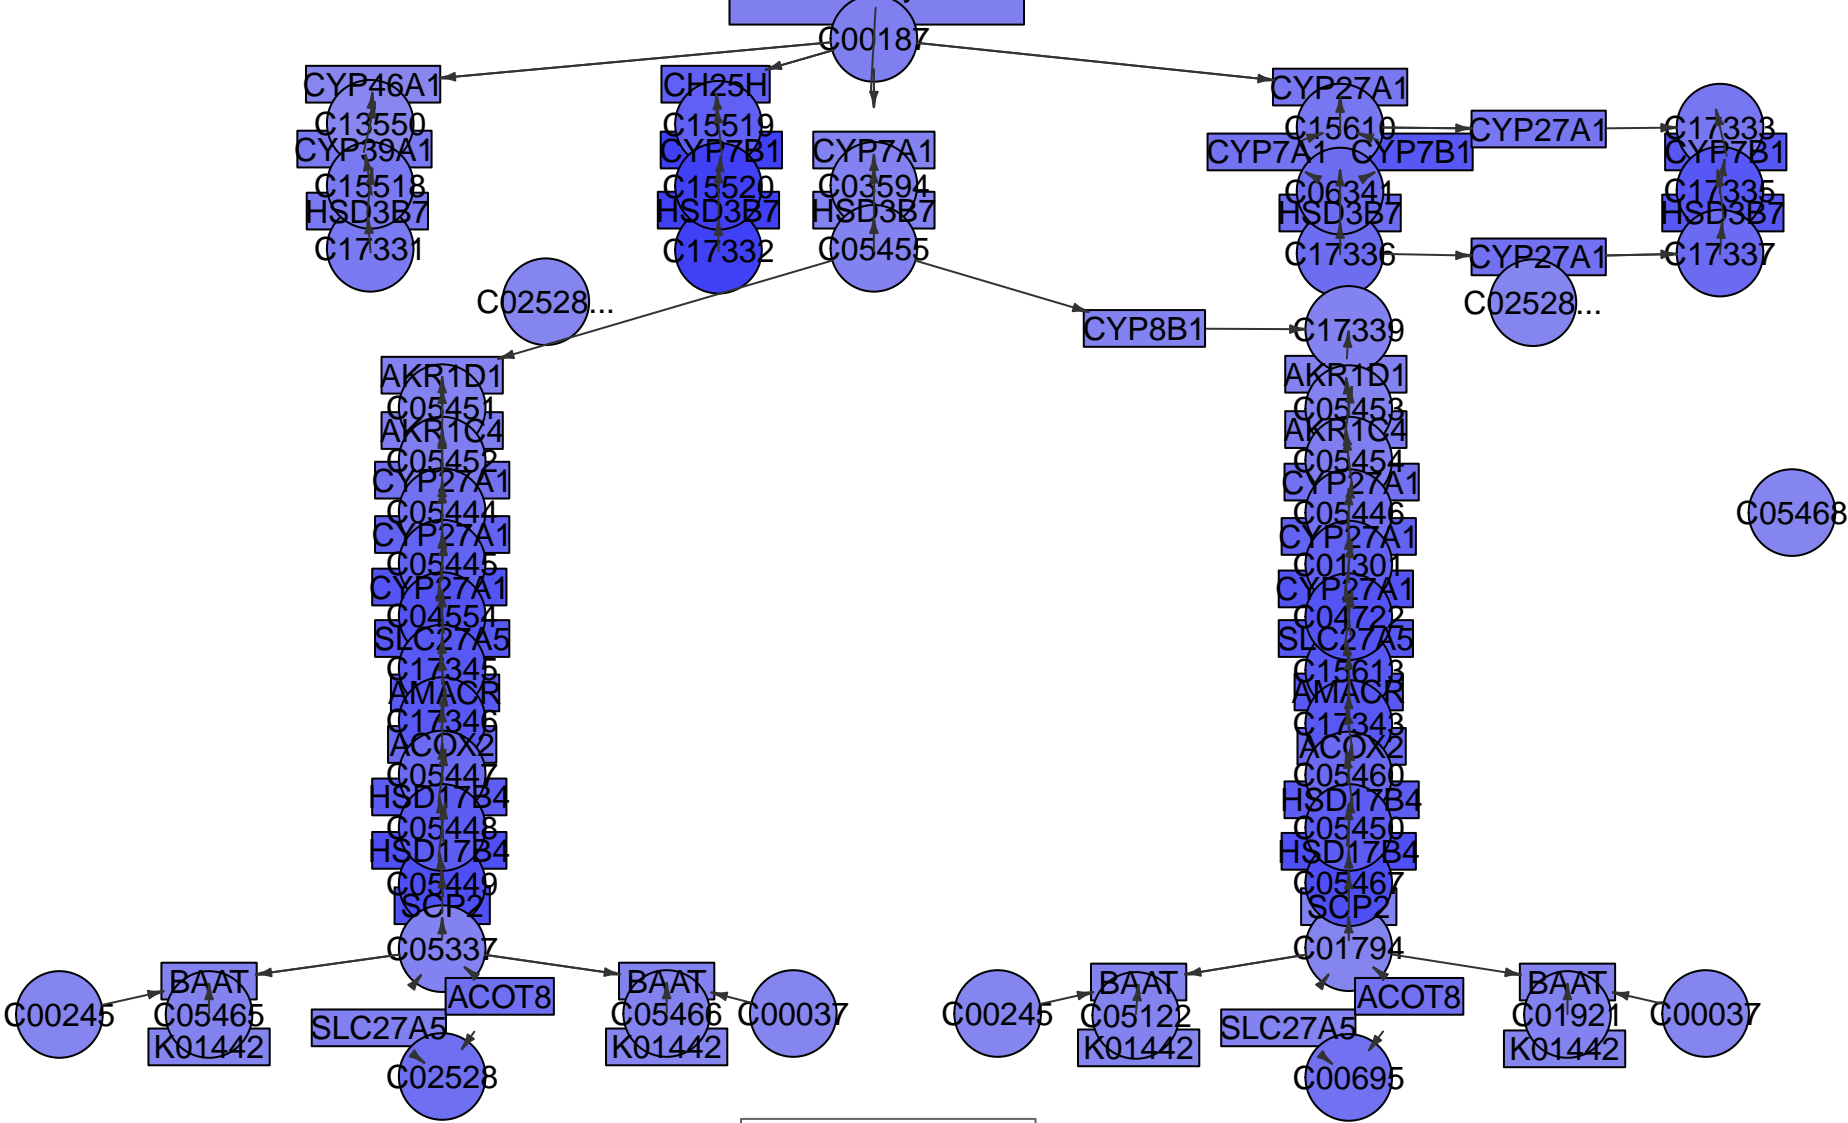 C00187
CYP46A1
CH25H
CYP27A1
C13550
C15519
C15610
CYP27A1
C17333
CYP39A1
CYP7B1
CYP7A1
CYP7A1
CYP7B1
CYP7B1
C15518
C15520
C03594
C06341
C17335
HSD3B7
HSD3B7
HSD3B7
HSD3B7
HSD3B7
C17331
C17332
C05455
C17336
CYP27A1
C17337
C02528...
C02528...
CYP8B1
C17339
AKR1D1
AKR1D1
C05451
C05453
AKR1C4
AKR1C4
C05452
C05454
CYP27A1
CYP27A1
C05444
C05446
C05468
CYP27A1
CYP27A1
C05445
C01301
CYP27A1
CYP27A1
C04554
C04722
SLC27A5
SLC27A5
C17345
C15613
AMACR
AMACR
C17346
C17343
ACOX2
ACOX2
C05447
C05460
HSD17B4
HSD17B4
C05448
C05450
HSD17B4
HSD17B4
C05449
C05467
SCP2
SCP2
C05337
C01794
BAAT
BAAT
BAAT
BAAT
ACOT8
ACOT8
C00245
C05465
C05466
C00037
C00245
C05122
C01921
C00037
SLC27A5
SLC27A5
K01442
K01442
K01442
K01442
C02528
C00695